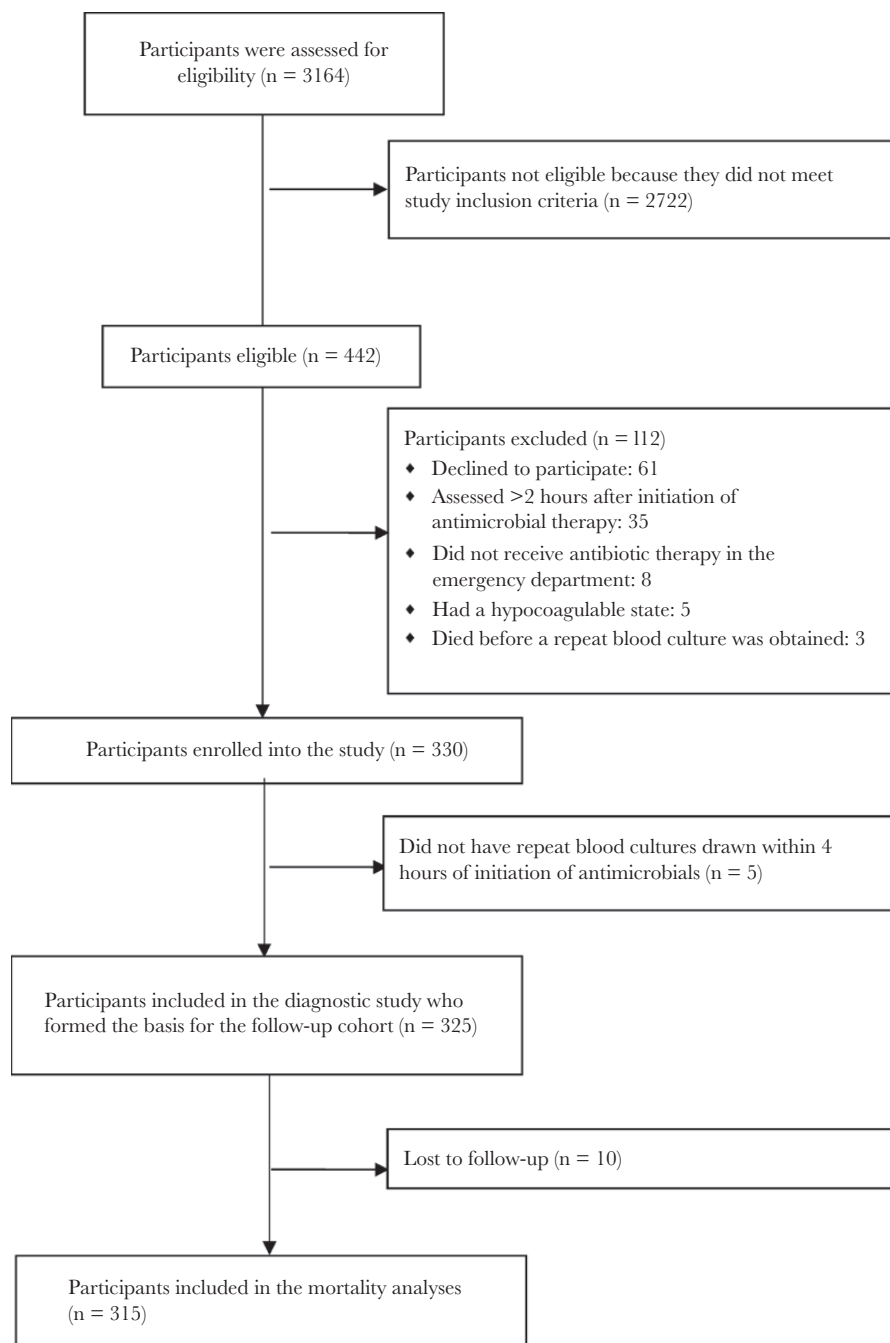 Participants were assessed for
eligibility (n = 3164)
Participants not eligible because they did not meet
study inclusion criteria (n = 2722)
Participants eligible (n = 442)
Participants excluded (n = 112)
♦ Declined to participate: 61
♦ Assessed >2 hours after initiation of
antimicrobial therapy: 35
♦ Did not receive antibiotic therapy in the
emergency department: 8
♦ Had a hypocoagulable state: 5
♦ Died before a repeat blood culture was obtained: 3
Participants enrolled into the study (n = 330)
Did not have repeat blood cultures drawn within 4
hours of initiation of antimicrobials (n = 5)
Participants included in the diagnostic study who
formed the basis for the follow-up cohort (n = 325)
Lost to follow-up (n = 10)
Participants included in the mortality analyses
(n = 315)